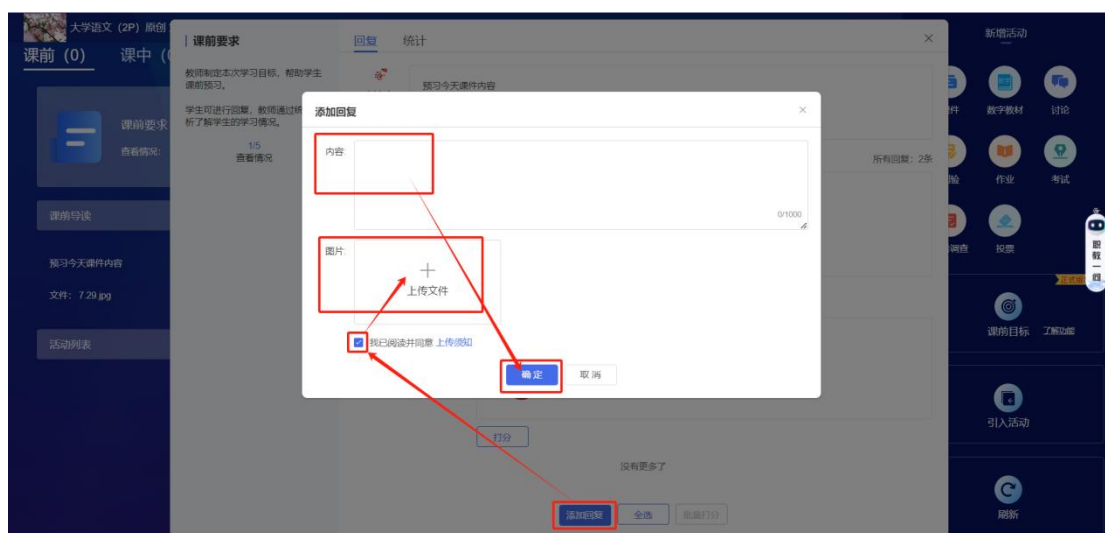 大学语文（2P）原创
课前（0） 课中（
课前要求
查看情况:
课前导读
预习今天课件内容
文件：7.29.jpg
活动列表
课前要求
教师制定本次学习目标，帮助学生
课前预习。
学生可进行回复，教师通过统
析了解学生的学习情况。
1/5
查看情况
回复 统计 ×
预习今天课件内容
所有回复：2条
添加回复 ×
内容:
0/1000
图片:
上传文件
我已阅读并同意 上传须知
确定 取消
打分
没有更多了
添加回复 全选 批量打分
新增活动
件 数字教材 讨论
验 作业 考试
调查 投票
职教一问
课前目标 了解功能
引入活动
刷新